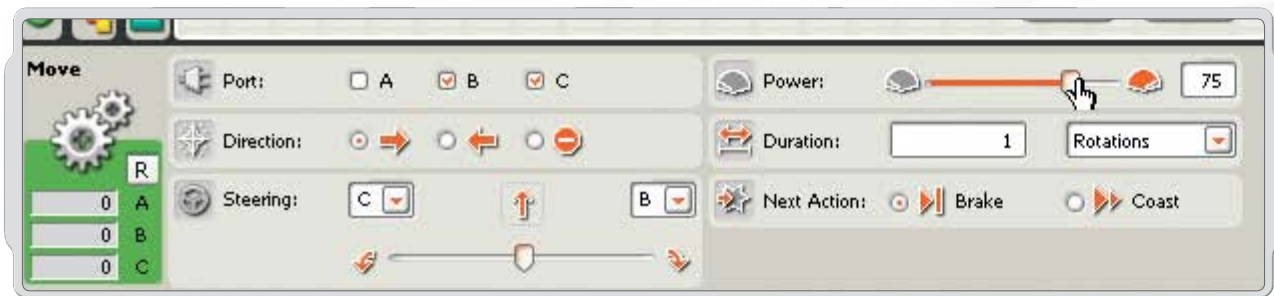 Move
R
0 A
0 B
0 C
Port: A B C
Direction:
Steering: C B
Power: 75
Duration: 1 Rotations
Next Action: Brake Coast